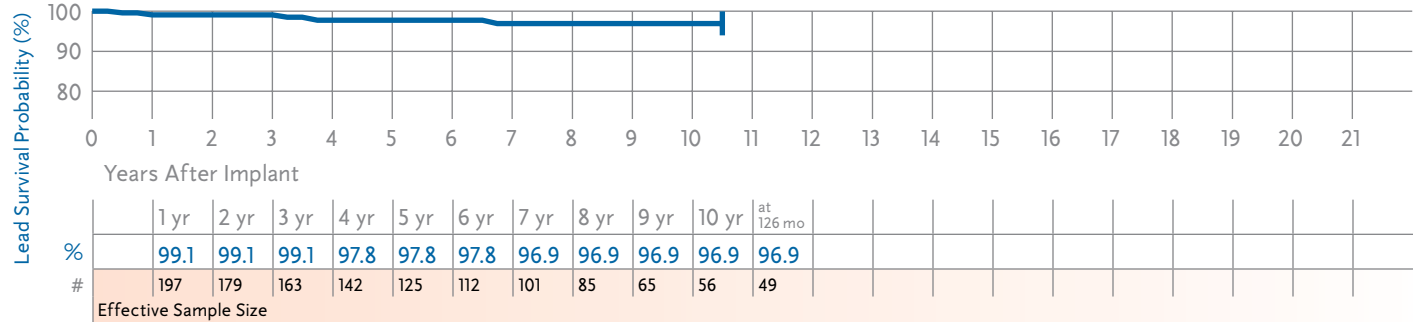 Lead Survival Probability (%)
100
90
80
0 1 2 3 4 5 6 7 8 9 10 11 12 13 14 15 16 17 18 19 20 21
Years After Implant
1 yr 2 yr 3 yr 4 yr 5 yr 6 yr 7 yr 8 yr 9 yr 10 yr at 126 mo
% 99.1 99.1 99.1 97.8 97.8 97.8 96.9 96.9 96.9 96.9 96.9
# 197 179 163 142 125 112 101 85 65 56 49
Effective Sample Size